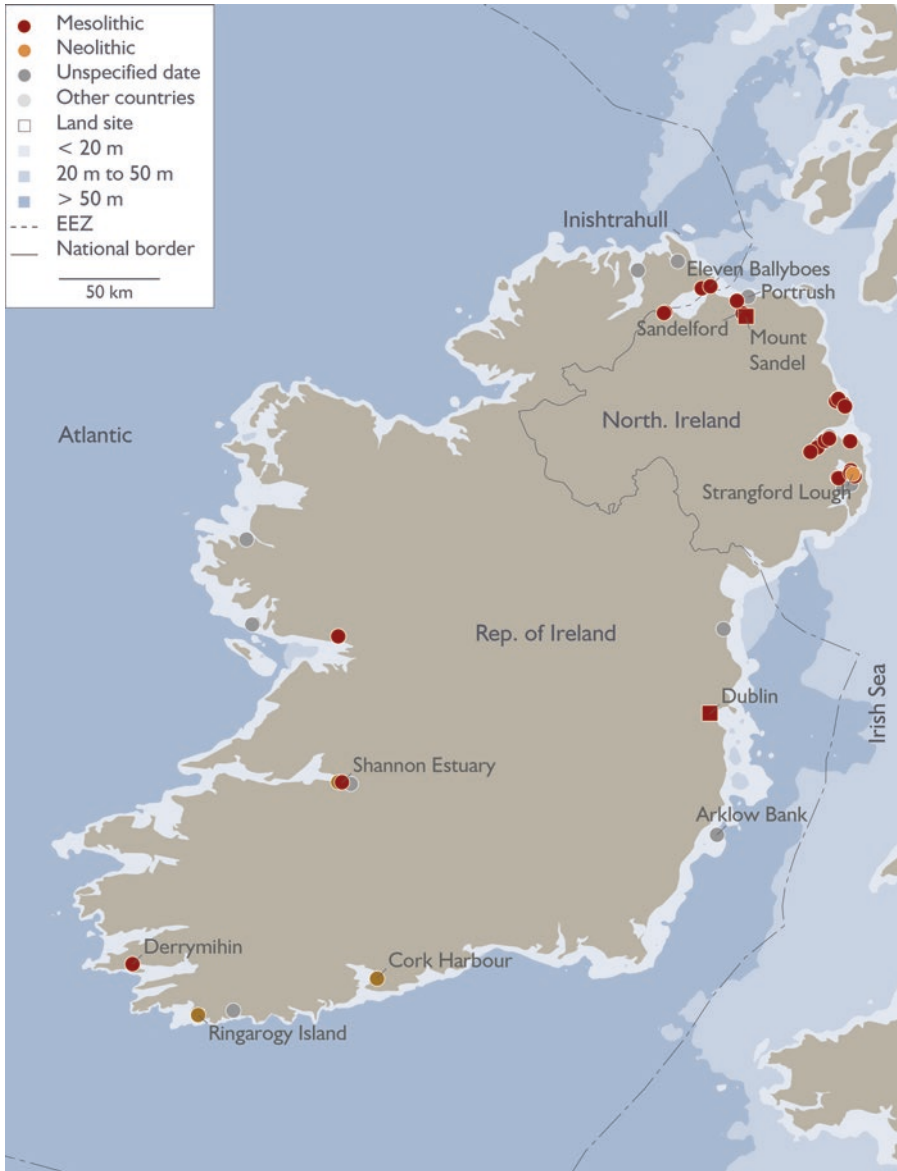 Mesolithic
Neolithic
Unspecified date
Other countries
Land site
< 20 m
20 m to 50 m
> 50 m
EEZ
National border
50 km
Inishtrahull
Eleven Ballyboes
Portrush
Sandelford
Mount
Sandel
North. Ireland
Atlantic
Strangford Lough
Rep. of Ireland
Dublin
Irish Sea
Shannon Estuary
Arklow Bank
Derrymihin
Cork Harbour
Ringarogy Island